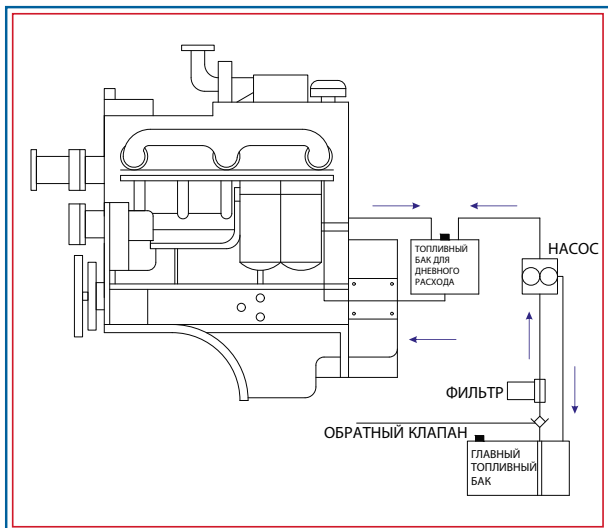 ТОПЛИВНЫЙ
БАК ДЛЯ
ДНЕВНОГО
РАСХОДА
НАСОС
ФИЛЬТР
ОБРАТНЫЙ КЛАПАН
ГЛАВНЫЙ
ТОПЛИВНЫЙ
БАК